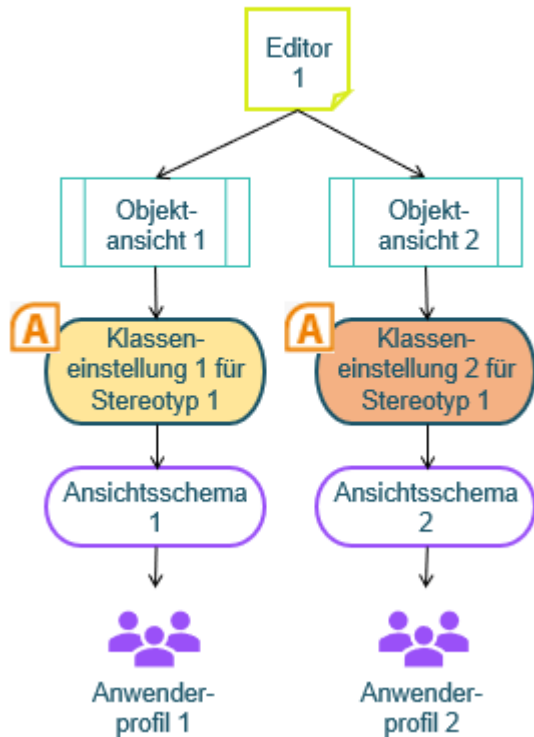 Editor
1
Objekt-
ansicht 1
Objekt-
ansicht 2
A
Klassen-
einstellung 1 für
Stereotyp 1
A
Klassen-
einstellung 2 für
Stereotyp 1
Ansichtsschema
1
Ansichtsschema
2
Anwender-
profil 1
Anwender-
profil 2